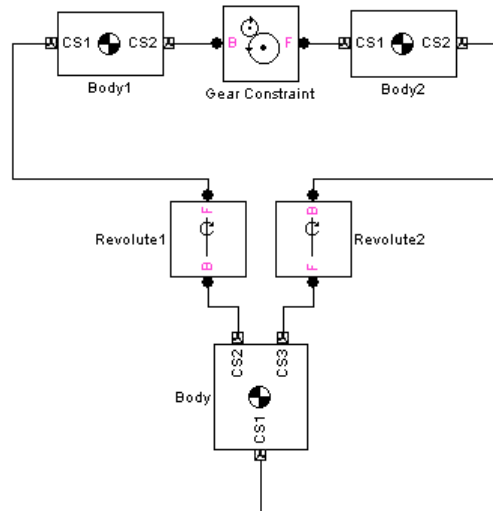 CS1 CS2
Body1
B F
Gear Constraint
CS1 CS2
Body2
F
B
Revolute1
B
F
Revolute2
CS2 CS3
CS1
Body